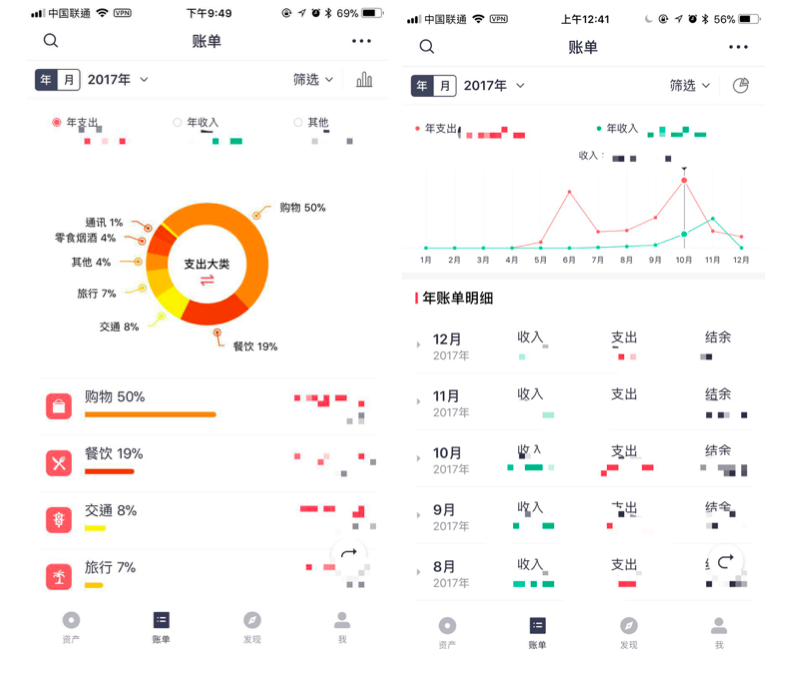 中国联通 VPN 下午9:49 69%
账单
年 月 2017年 筛选
年支出 年收入 其他
购物 50%
通讯 1%
零食烟酒 4%
其他 4%
支出大类
旅行 7%
交通 8%
餐饮 19%
购物 50%
餐饮 19%
交通 8%
旅行 7%
资产 账单 发现 我
中国联通 VPN 上午12:41 56%
账单
年 月 2017年 筛选
年支出 年收入
收入：
1月 2月 3月 4月 5月 6月 7月 8月 9月 10月 11月 12月
年账单明细
12月 收入 支出 结余
2017年
11月 收入 支出 结余
2017年
10月 收入 支出 结余
2017年
9月 收入 支出 结余
2017年
8月 收入 支出
2017年
资产 账单 发现 我